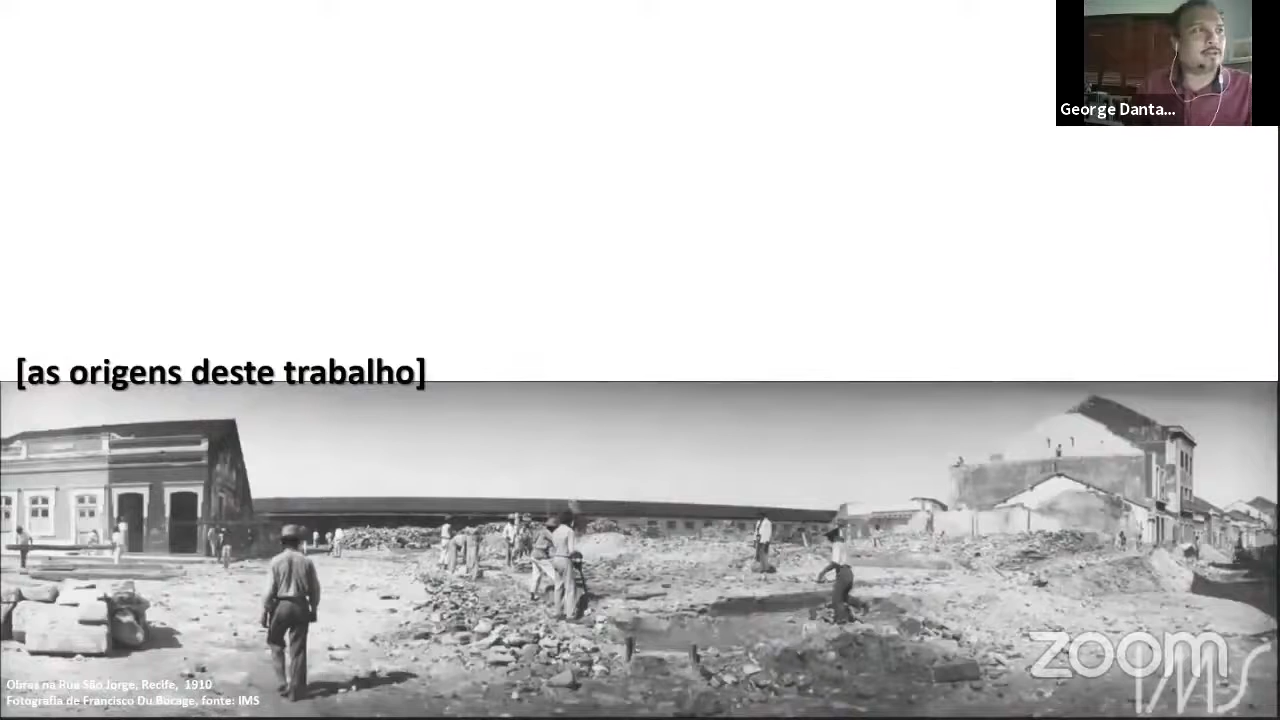 George Danta...
[as origens deste trabalho]
Obras na Rua São Jorge, Recife, 1910
Fotografia de Francisco Du Bocage, fonte: IMS
zoom
IMS